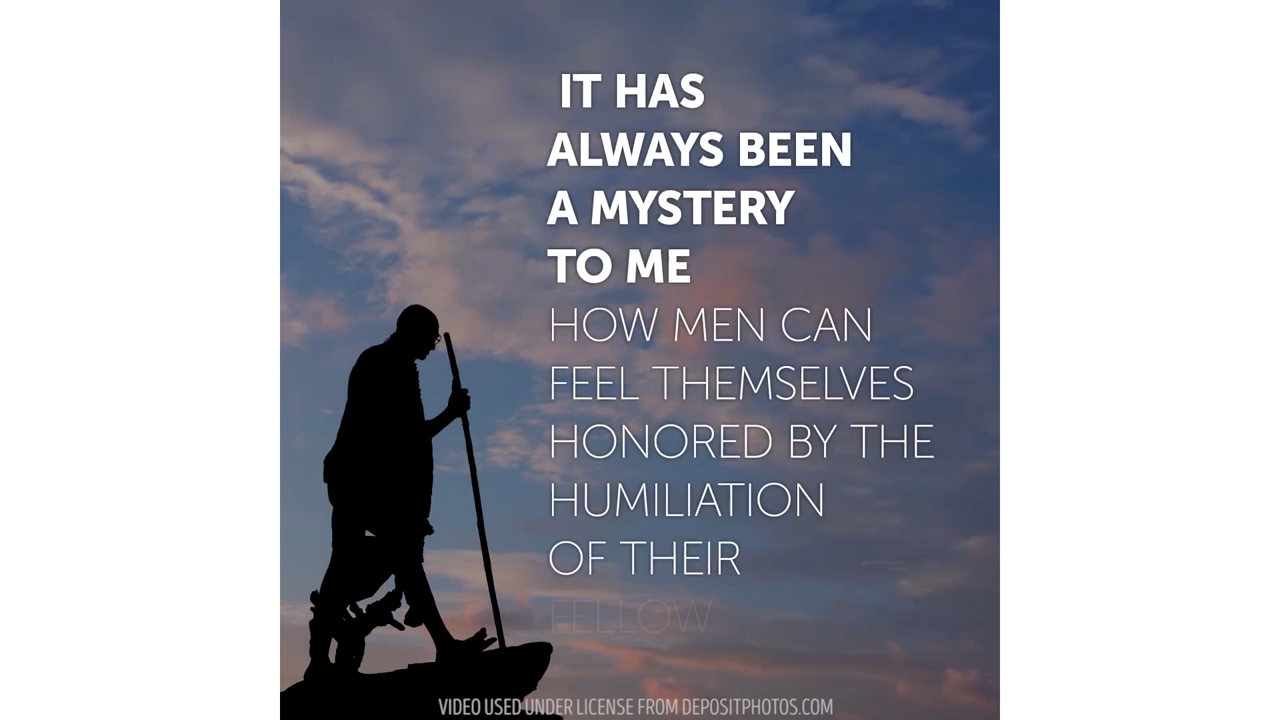 IT HAS
ALWAYS BEEN
A MYSTERY
TO ME
HOW MEN CAN
FEEL THEMSELVES
HONORED BY THE
HUMILIATION
OF THEIR
FELLOW
VIDEO USED UNDER LICENSE FROM DEPOSITPHOTOS.COM